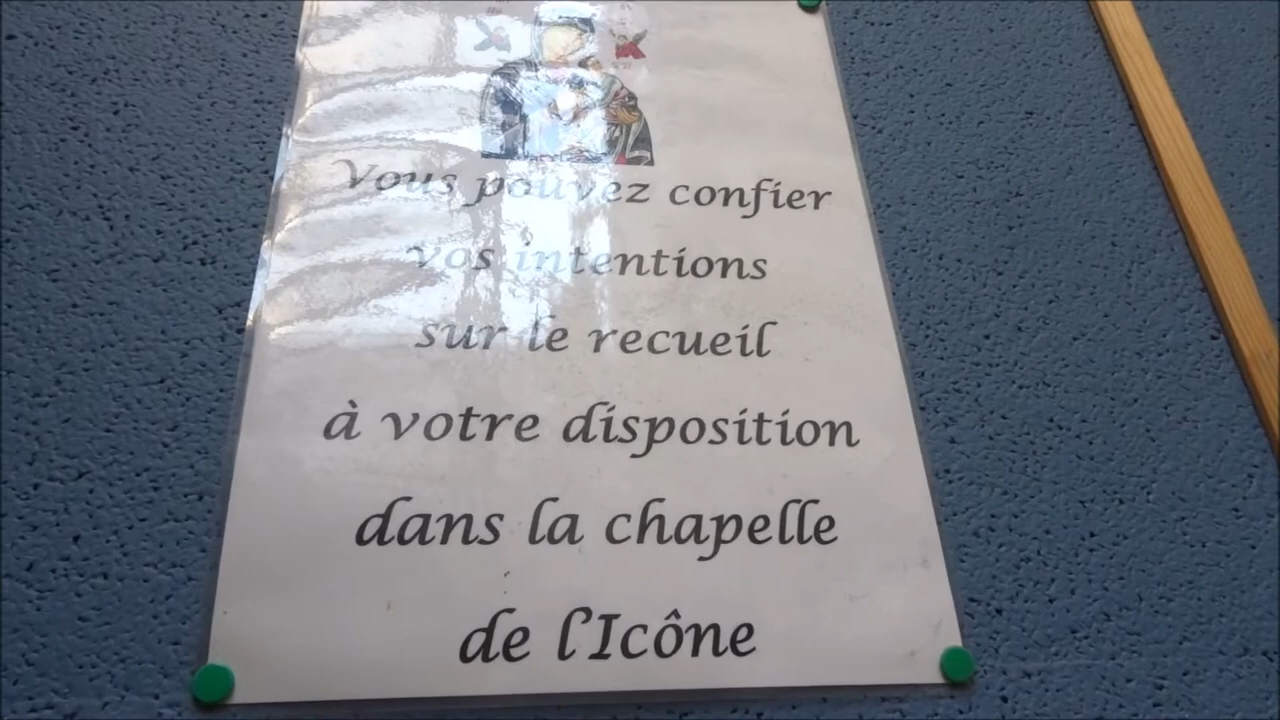 Vous pouvez confier
vos intentions
sur le recueil
à votre disposition
dans la chapelle
de l'Icône